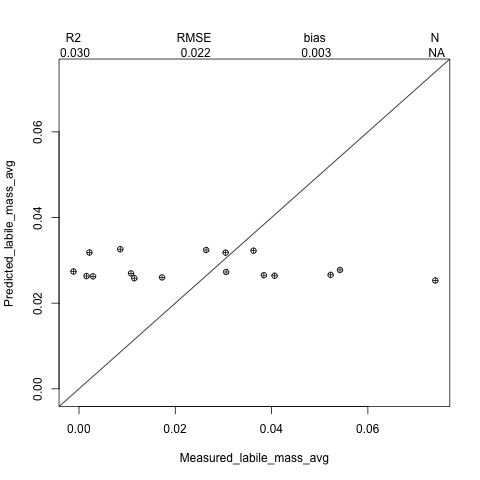 R2 RMSE bias N
0.030 0.022 0.003 NA
0.06
0.04
0.02
0.00
Predicted_labile_mass_avg
0.00 0.02 0.04 0.06
Measured_labile_mass_avg